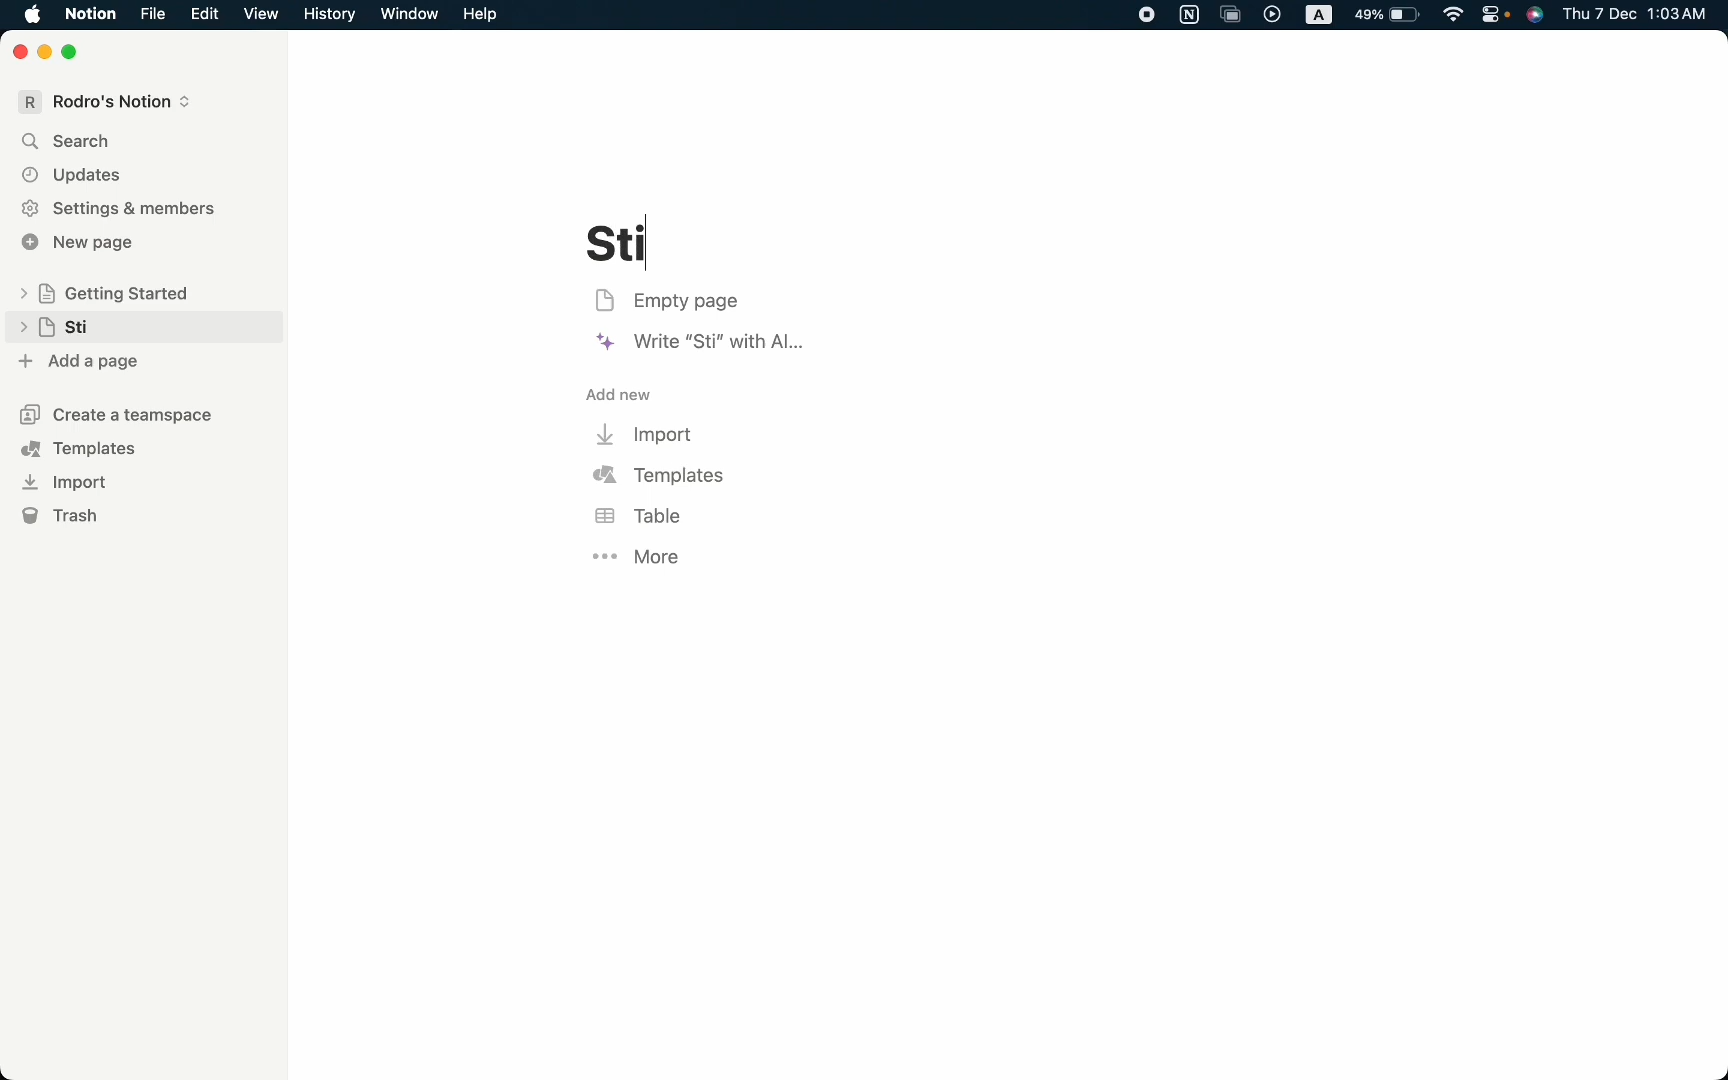 Notion File Edit View History Window Help N A 49% Thu 7 Dec 1:03 AM
R Rodro's Notion
Search
Updates
Settings & members
New page
Getting Started
Sti
Add a page
Create a teamspace
Templates
Import
Trash
Sti
Empty page
Write “Sti” with AI...
Add new
Import
Templates
Table
More